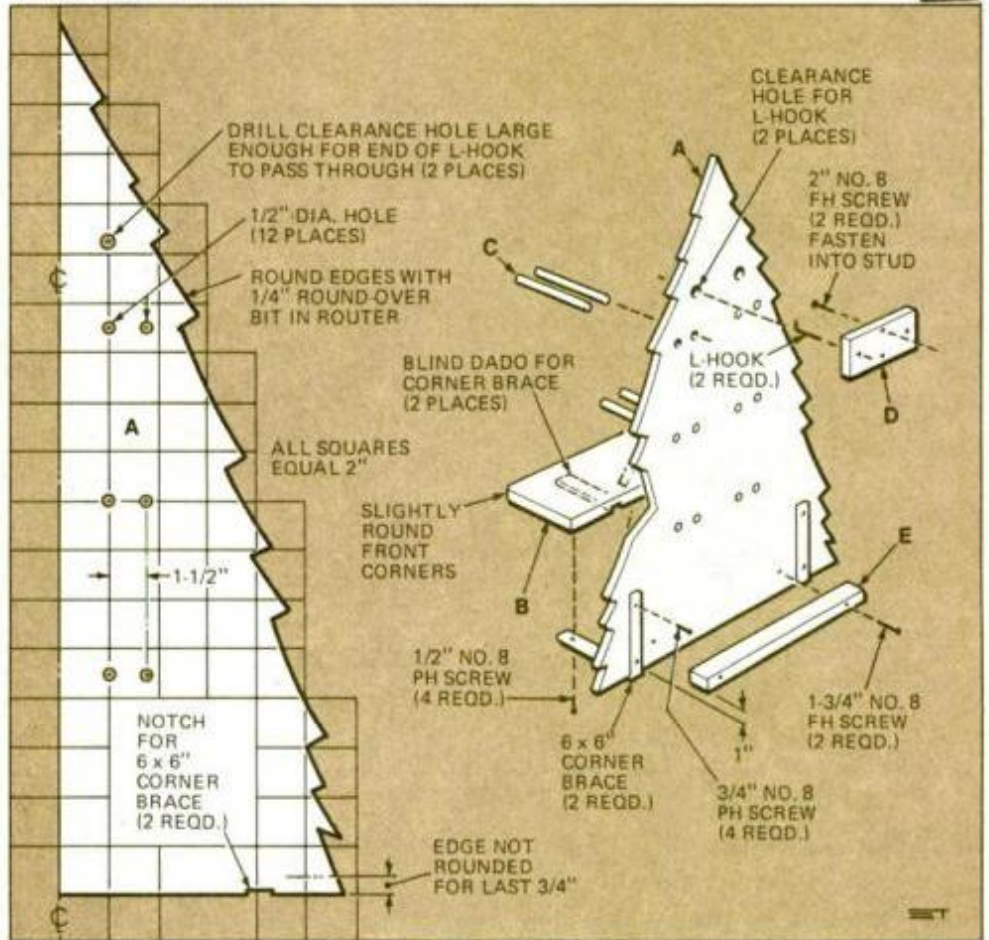 DRILL CLEARANCE HOLE LARGE
ENOUGH FOR END OF L-HOOK
TO PASS THROUGH (2 PLACES)
1/2" DIA. HOLE
(12 PLACES)
ROUND EDGES WITH
1/4" ROUND-OVER
BIT IN ROUTER
A
ALL SQUARES
EQUAL 2"
1-1/2"
NOTCH
FOR
6 x 6"
CORNER
BRACE
(2 REQD.)
EDGE NOT
ROUNDED
FOR LAST 3/4"
CLEARANCE
HOLE FOR
L-HOOK
(2 PLACES)
A
2" NO. 8
FH SCREW
(2 REQD.)
FASTEN
INTO STUD
C
L-HOOK
(2 REQD.)
D
BLIND DADO FOR
CORNER BRACE
(2 PLACES)
SLIGHTLY
ROUND
FRONT
CORNERS
B
E
1/2" NO. 8
PH SCREW
(4 REQD.)
6 x 6"
CORNER
BRACE
(2 REQD.)
1"
3/4" NO. 8
PH SCREW
(4 REQD.)
1-3/4" NO. 8
FH SCREW
(2 REQD.)